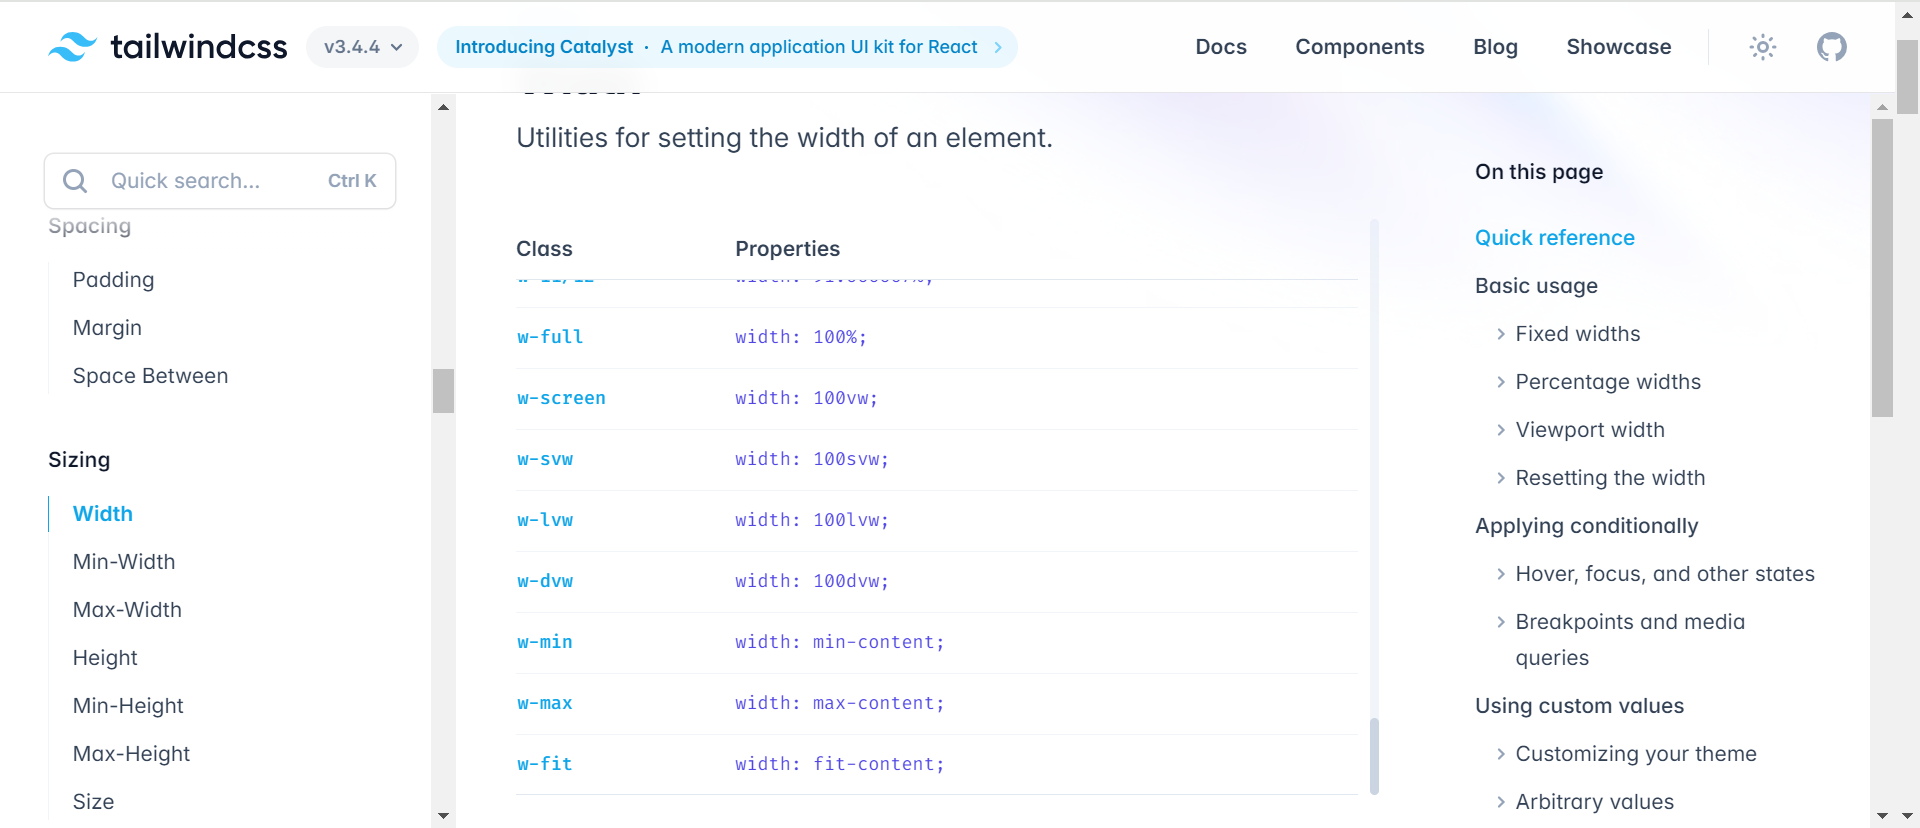 tailwindcss
v3.4.4
Introducing Catalyst · A modern application UI kit for React
Docs
Components
Blog
Showcase
Quick search...
Ctrl K
Spacing
Padding
Margin
Space Between
Sizing
Width
Min-Width
Max-Width
Height
Min-Height
Max-Height
Size
Utilities for setting the width of an element.
Class Properties
w-full width: 100%;
w-screen width: 100vw;
w-svw width: 100svw;
w-lvw width: 100lvw;
w-dvw width: 100dvw;
w-min width: min-content;
w-max width: max-content;
w-fit width: fit-content;
On this page
Quick reference
Basic usage
Fixed widths
Percentage widths
Viewport width
Resetting the width
Applying conditionally
Hover, focus, and other states
Breakpoints and media
queries
Using custom values
Customizing your theme
Arbitrary values